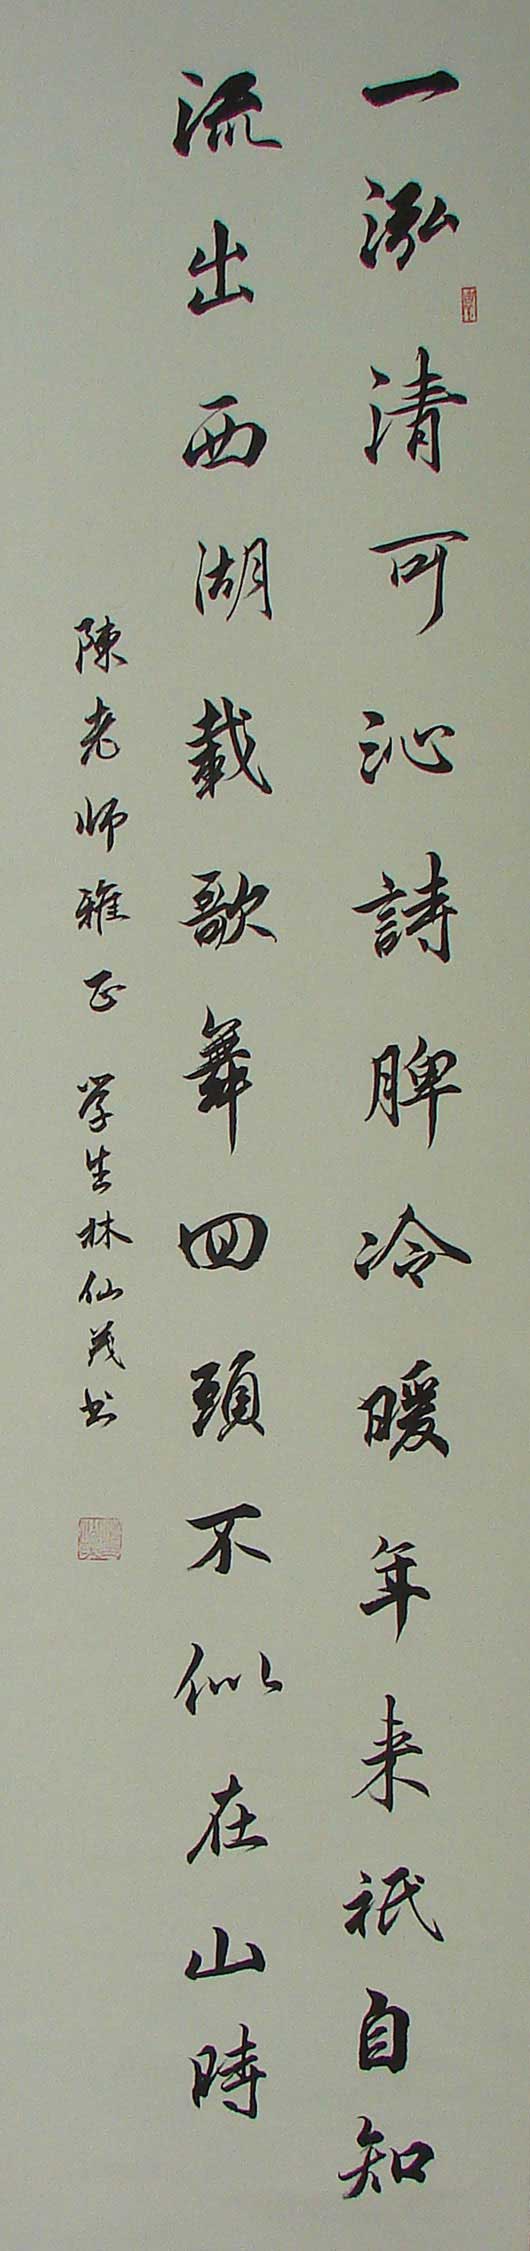 一泓清可沁詩脾冷暖年来祇自知
流出西湖載歌舞回頭不似在山時
陳老师雅正 学生林仙茂书